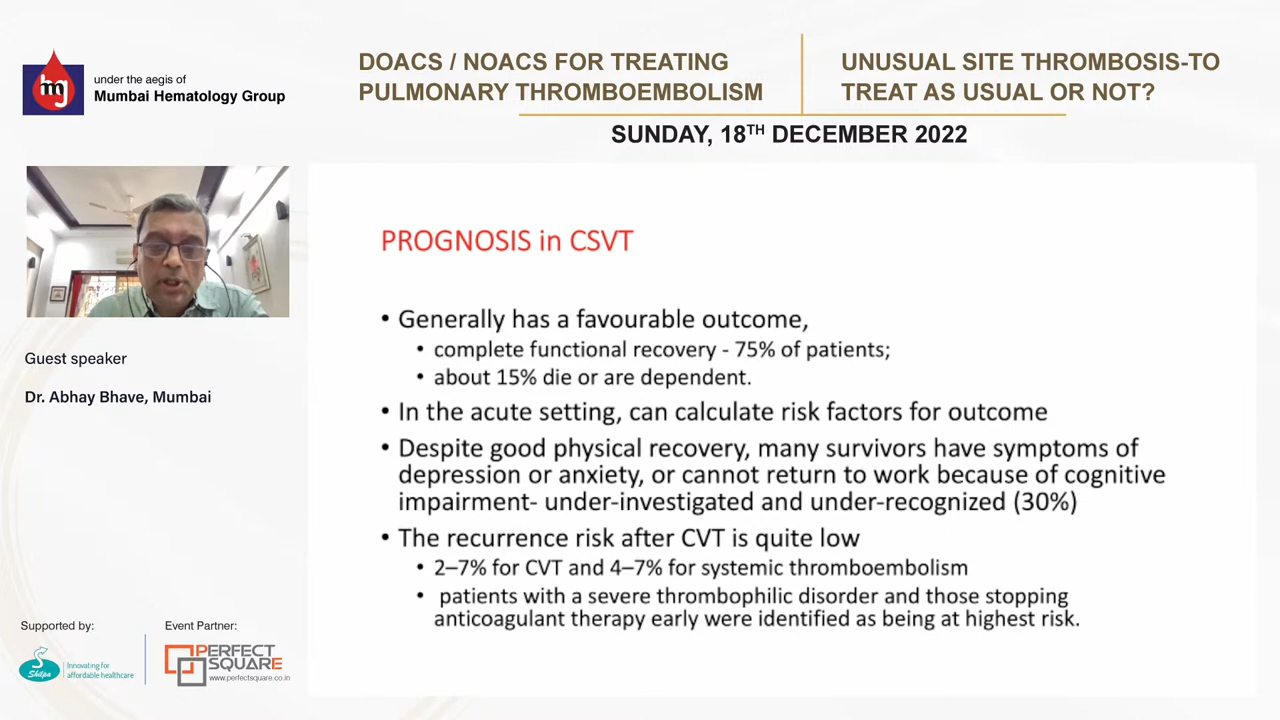 mg
under the aegis of
Mumbai Hematology Group
DOACS / NOACS FOR TREATING
PULMONARY THROMBOEMBOLISM
UNUSUAL SITE THROMBOSIS-TO
TREAT AS USUAL OR NOT?
SUNDAY, 18TH DECEMBER 2022
Guest speaker
Dr. Abhay Bhave, Mumbai
PROGNOSIS in CSVT
• Generally has a favourable outcome,
• complete functional recovery - 75% of patients;
• about 15% die or are dependent.
• In the acute setting, can calculate risk factors for outcome
• Despite good physical recovery, many survivors have symptoms of
depression or anxiety, or cannot return to work because of cognitive
impairment- under-investigated and under-recognized (30%)
• The recurrence risk after CVT is quite low
• 2–7% for CVT and 4–7% for systemic thromboembolism
• patients with a severe thrombophilic disorder and those stopping
anticoagulant therapy early were identified as being at highest risk.
Supported by:
Shilpa
Innovating for
affordable healthcare
Event Partner:
PERFECT
SQUARE
www.perfectsquare.co.in